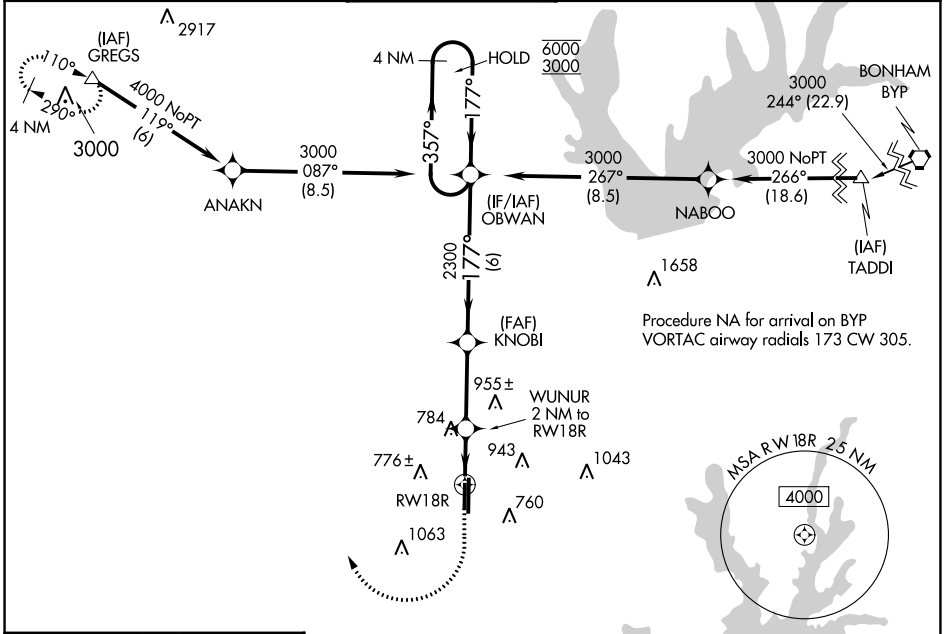 2917
(IAF)
GREGS
110°
290°
4 NM
3000
4000 NoPT
119°
(6)
ANAKN
3000
087°
(8.5)
4 NM
HOLD
6000
3000
357°
177°
(IF/IAF)
OBWAN
3000
267°
(8.5)
NABOO
3000 NoPT
266°
(18.6)
3000
244° (22.9)
BONHAM
BYP
(IAF)
TADDI
2300
177°
(6)
1658
Procedure NA for arrival on BYP
VORTAC airway radials 173 CW 305.
(FAF)
KNOBI
955±
WUNUR
2 NM to
RW18R
784
943
1043
776±
RW18R
760
1063
MSA RW18R 25 NM
4000